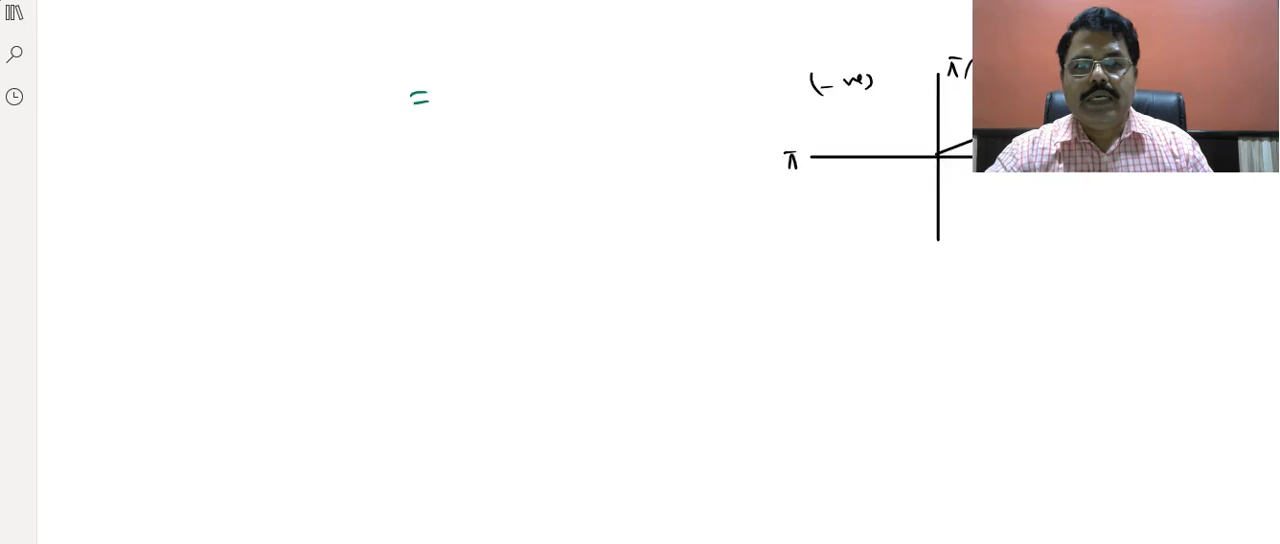 =
(- ve)
π/
π